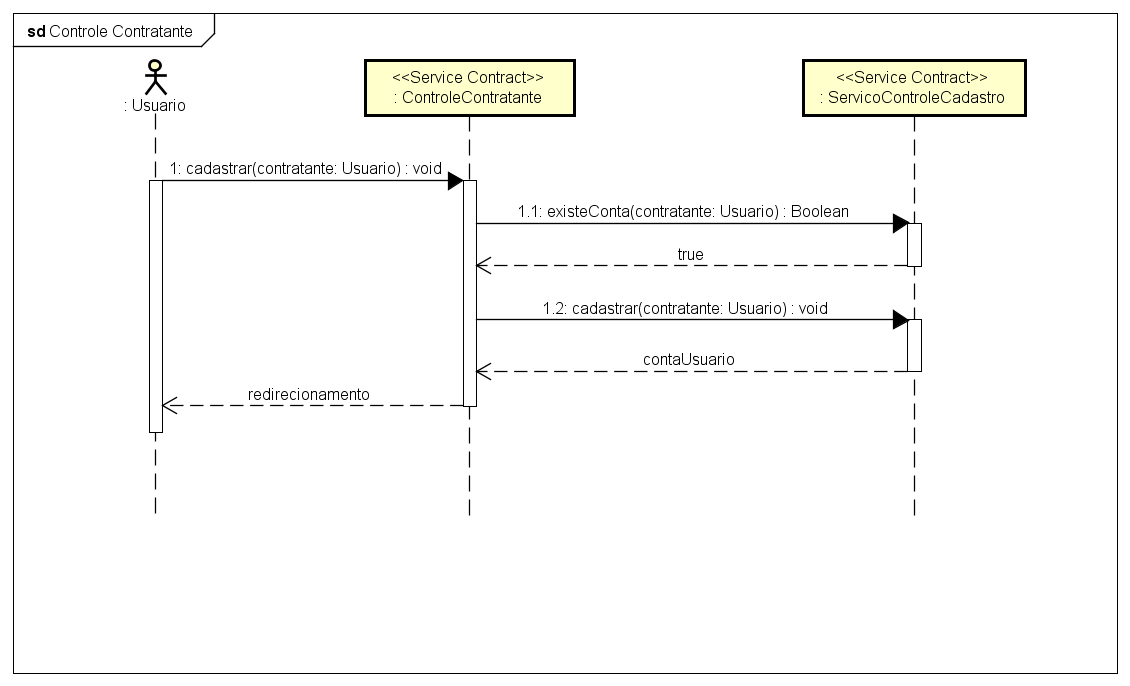 sd Controle Contratante
: Usuario
<<Service Contract>>
: ControleContratante
<<Service Contract>>
: ServicoControleCadastro
1: cadastrar(contratante: Usuario) : void
1.1: existeConta(contratante: Usuario) : Boolean
true
1.2: cadastrar(contratante: Usuario) : void
contaUsuario
redirecionamento